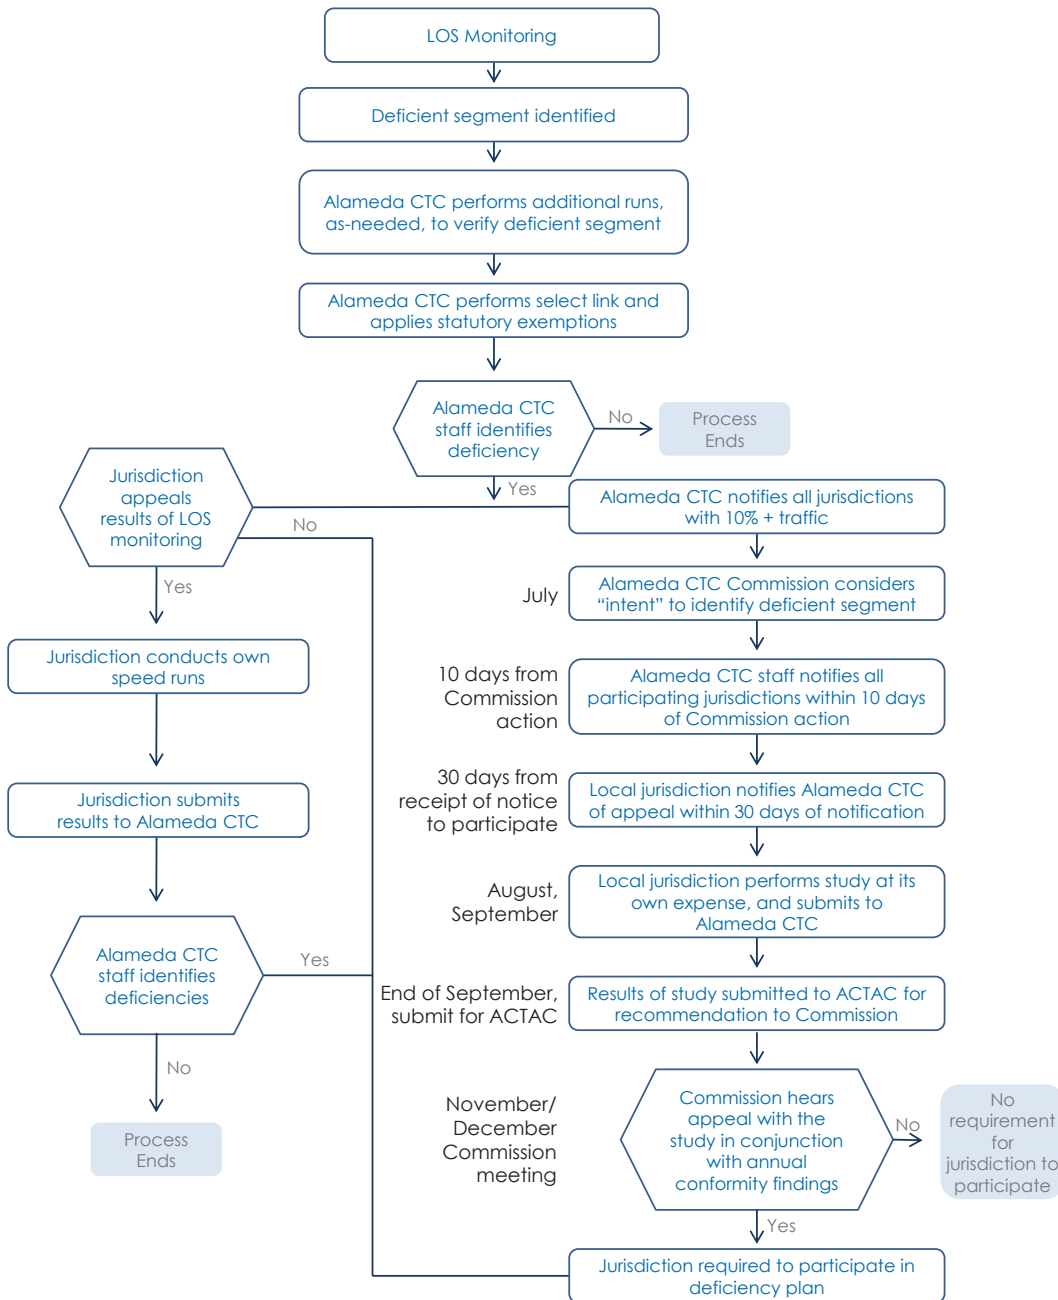 LOS Monitoring
Deficient segment identified
Alameda CTC performs additional runs,
as-needed, to verify deficient segment
Alameda CTC performs select link and
applies statutory exemptions
Alameda CTC
staff identifies
deficiency
No
Process
Ends
Yes
Jurisdiction
appeals
results of LOS
monitoring
No
Yes
Jurisdiction conducts own
speed runs
Jurisdiction submits
results to Alameda CTC
Alameda CTC
staff identifies
deficiencies
Yes
No
Process
Ends
Alameda CTC notifies all jurisdictions
with 10% + traffic
July
Alameda CTC Commission considers
“intent” to identify deficient segment
10 days from
Commission
action
Alameda CTC staff notifies all
participating jurisdictions within 10 days
of Commission action
30 days from
receipt of notice
to participate
Local jurisdiction notifies Alameda CTC
of appeal within 30 days of notification
August,
September
Local jurisdiction performs study at its
own expense, and submits to
Alameda CTC
End of September,
submit for ACTAC
Results of study submitted to ACTAC for
recommendation to Commission
November/
December
Commission
meeting
Commission hears
appeal with the
study in conjunction
with annual
conformity findings
No
No
requirement
for
jurisdiction to
participate
Yes
Jurisdiction required to participate in
deficiency plan